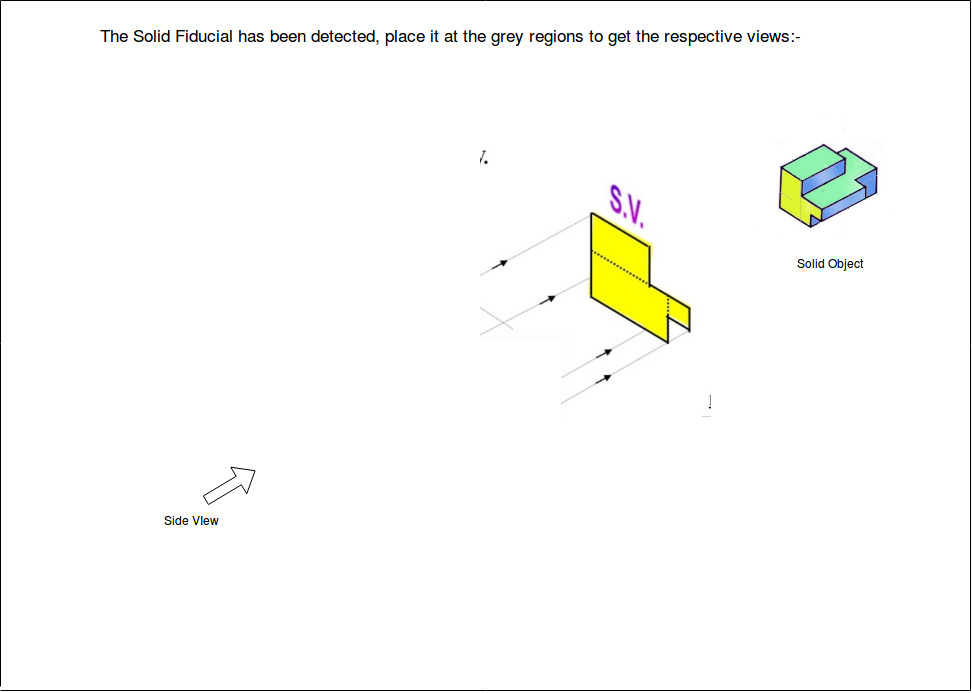 The Solid Fiducial has been detected, place it at the grey regions to get the respective views:-
S.V.
Solid Object
Side VIew